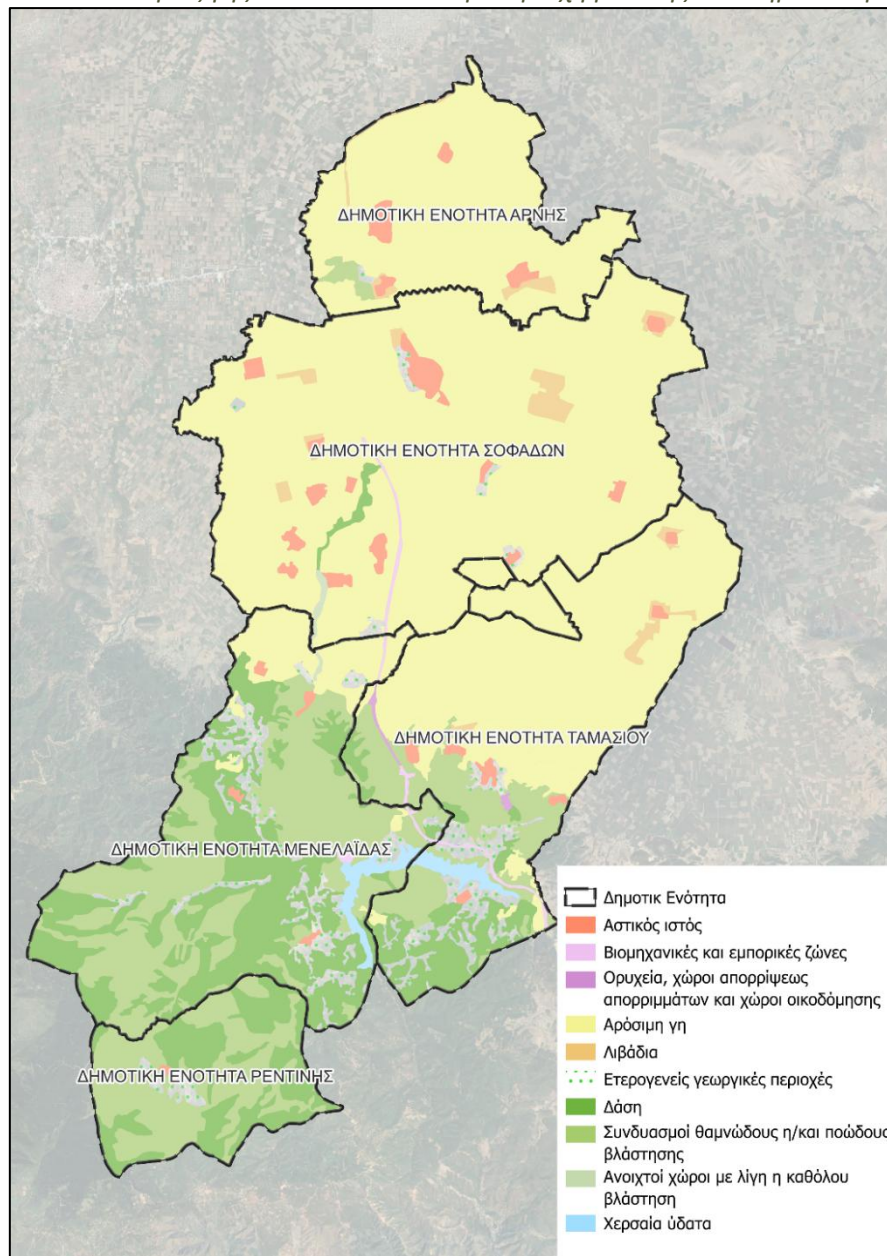 ΔΗΜΟΤΙΚΗ ΕΝΟΤΗΤΑ ΑΡΝΗΣ
ΔΗΜΟΤΙΚΗ ΕΝΟΤΗΤΑ ΣΟΦΑΔΩΝ
ΔΗΜΟΤΙΚΗ ΕΝΟΤΗΤΑ ΤΑΜΑΣΙΟΥ
ΔΗΜΟΤΙΚΗ ΕΝΟΤΗΤΑ ΜΕΝΕΛΑΪΔΑΣ
ΔΗΜΟΤΙΚΗ ΕΝΟΤΗΤΑ ΡΕΝΤΙΝΗΣ
Δημοτικ Ενότητα
Αστικός ιστός
Βιομηχανικές και εμπορικές ζώνες
Ορυχεία, χώροι απορρίψεως
απορριμμάτων και χώροι οικοδόμησης
Αρόσιμη γη
Λιβάδια
Ετερογενείς γεωργικές περιοχές
Δάση
Συνδυασμοί θαμνώδους η/και ποώδους
βλάστησης
Ανοιχτοί χώροι με λίγη η καθόλου
βλάστηση
Χερσαία ύδατα